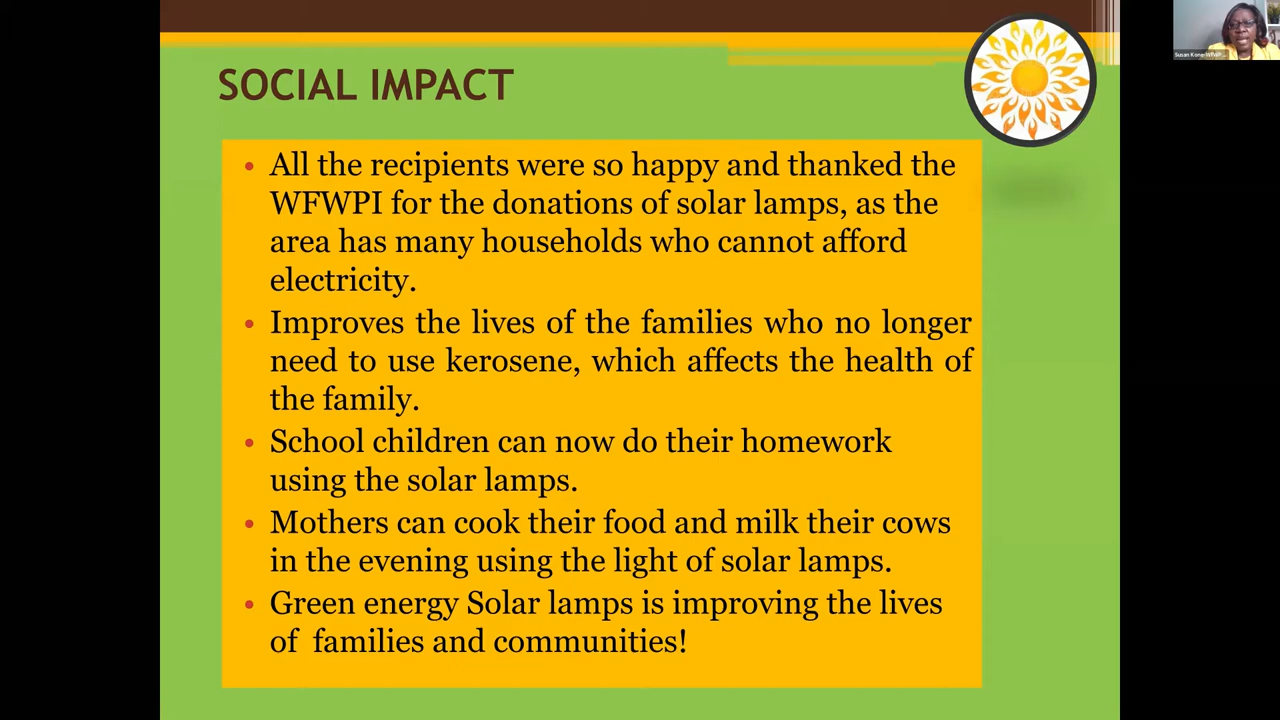 SOCIAL IMPACT
• All the recipients were so happy and thanked the
WFWPI for the donations of solar lamps, as the
area has many households who cannot afford
electricity.
• Improves the lives of the families who no longer
need to use kerosene, which affects the health of
the family.
• School children can now do their homework
using the solar lamps.
• Mothers can cook their food and milk their cows
in the evening using the light of solar lamps.
• Green energy Solar lamps is improving the lives
of  families and communities!
Susan Kone